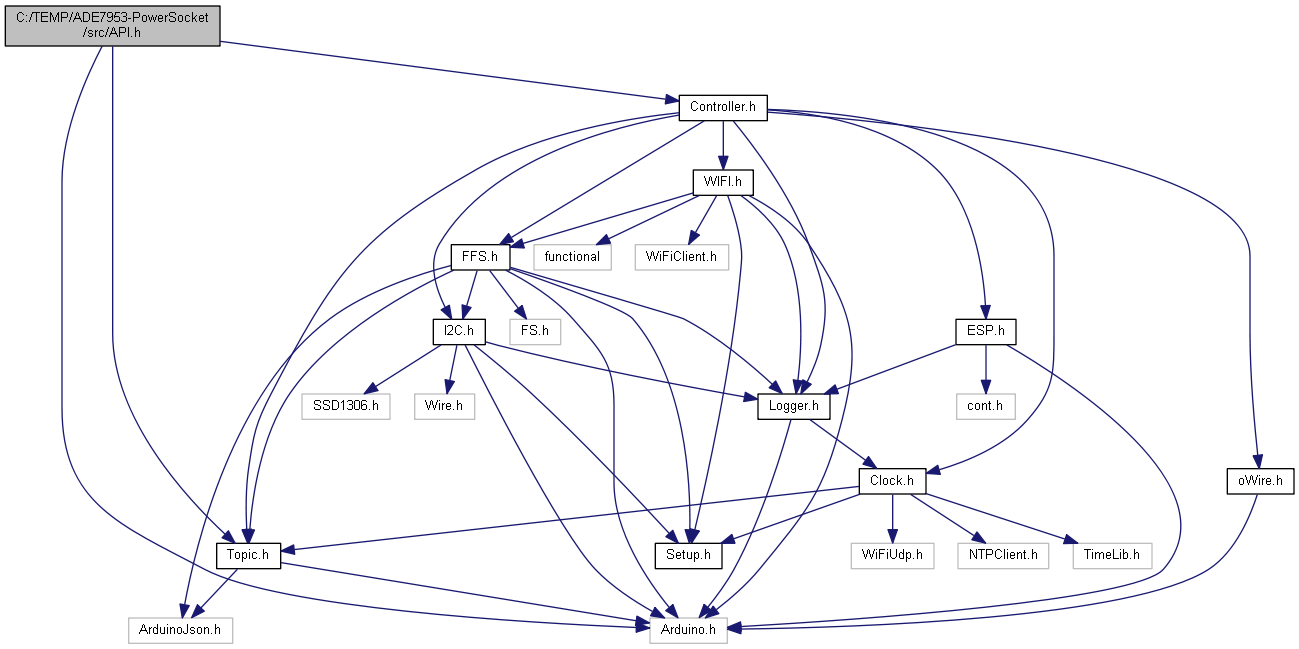 C:/TEMP/ADE7953-PowerSocket
/src/API.h
Controller.h
WIFI.h
FFS.h
functional
WiFiClient.h
I2C.h
FS.h
ESP.h
SSD1306.h
Wire.h
Logger.h
cont.h
Clock.h
oWire.h
Topic.h
Setup.h
WiFiUdp.h
NTPClient.h
TimeLib.h
ArduinoJson.h
Arduino.h